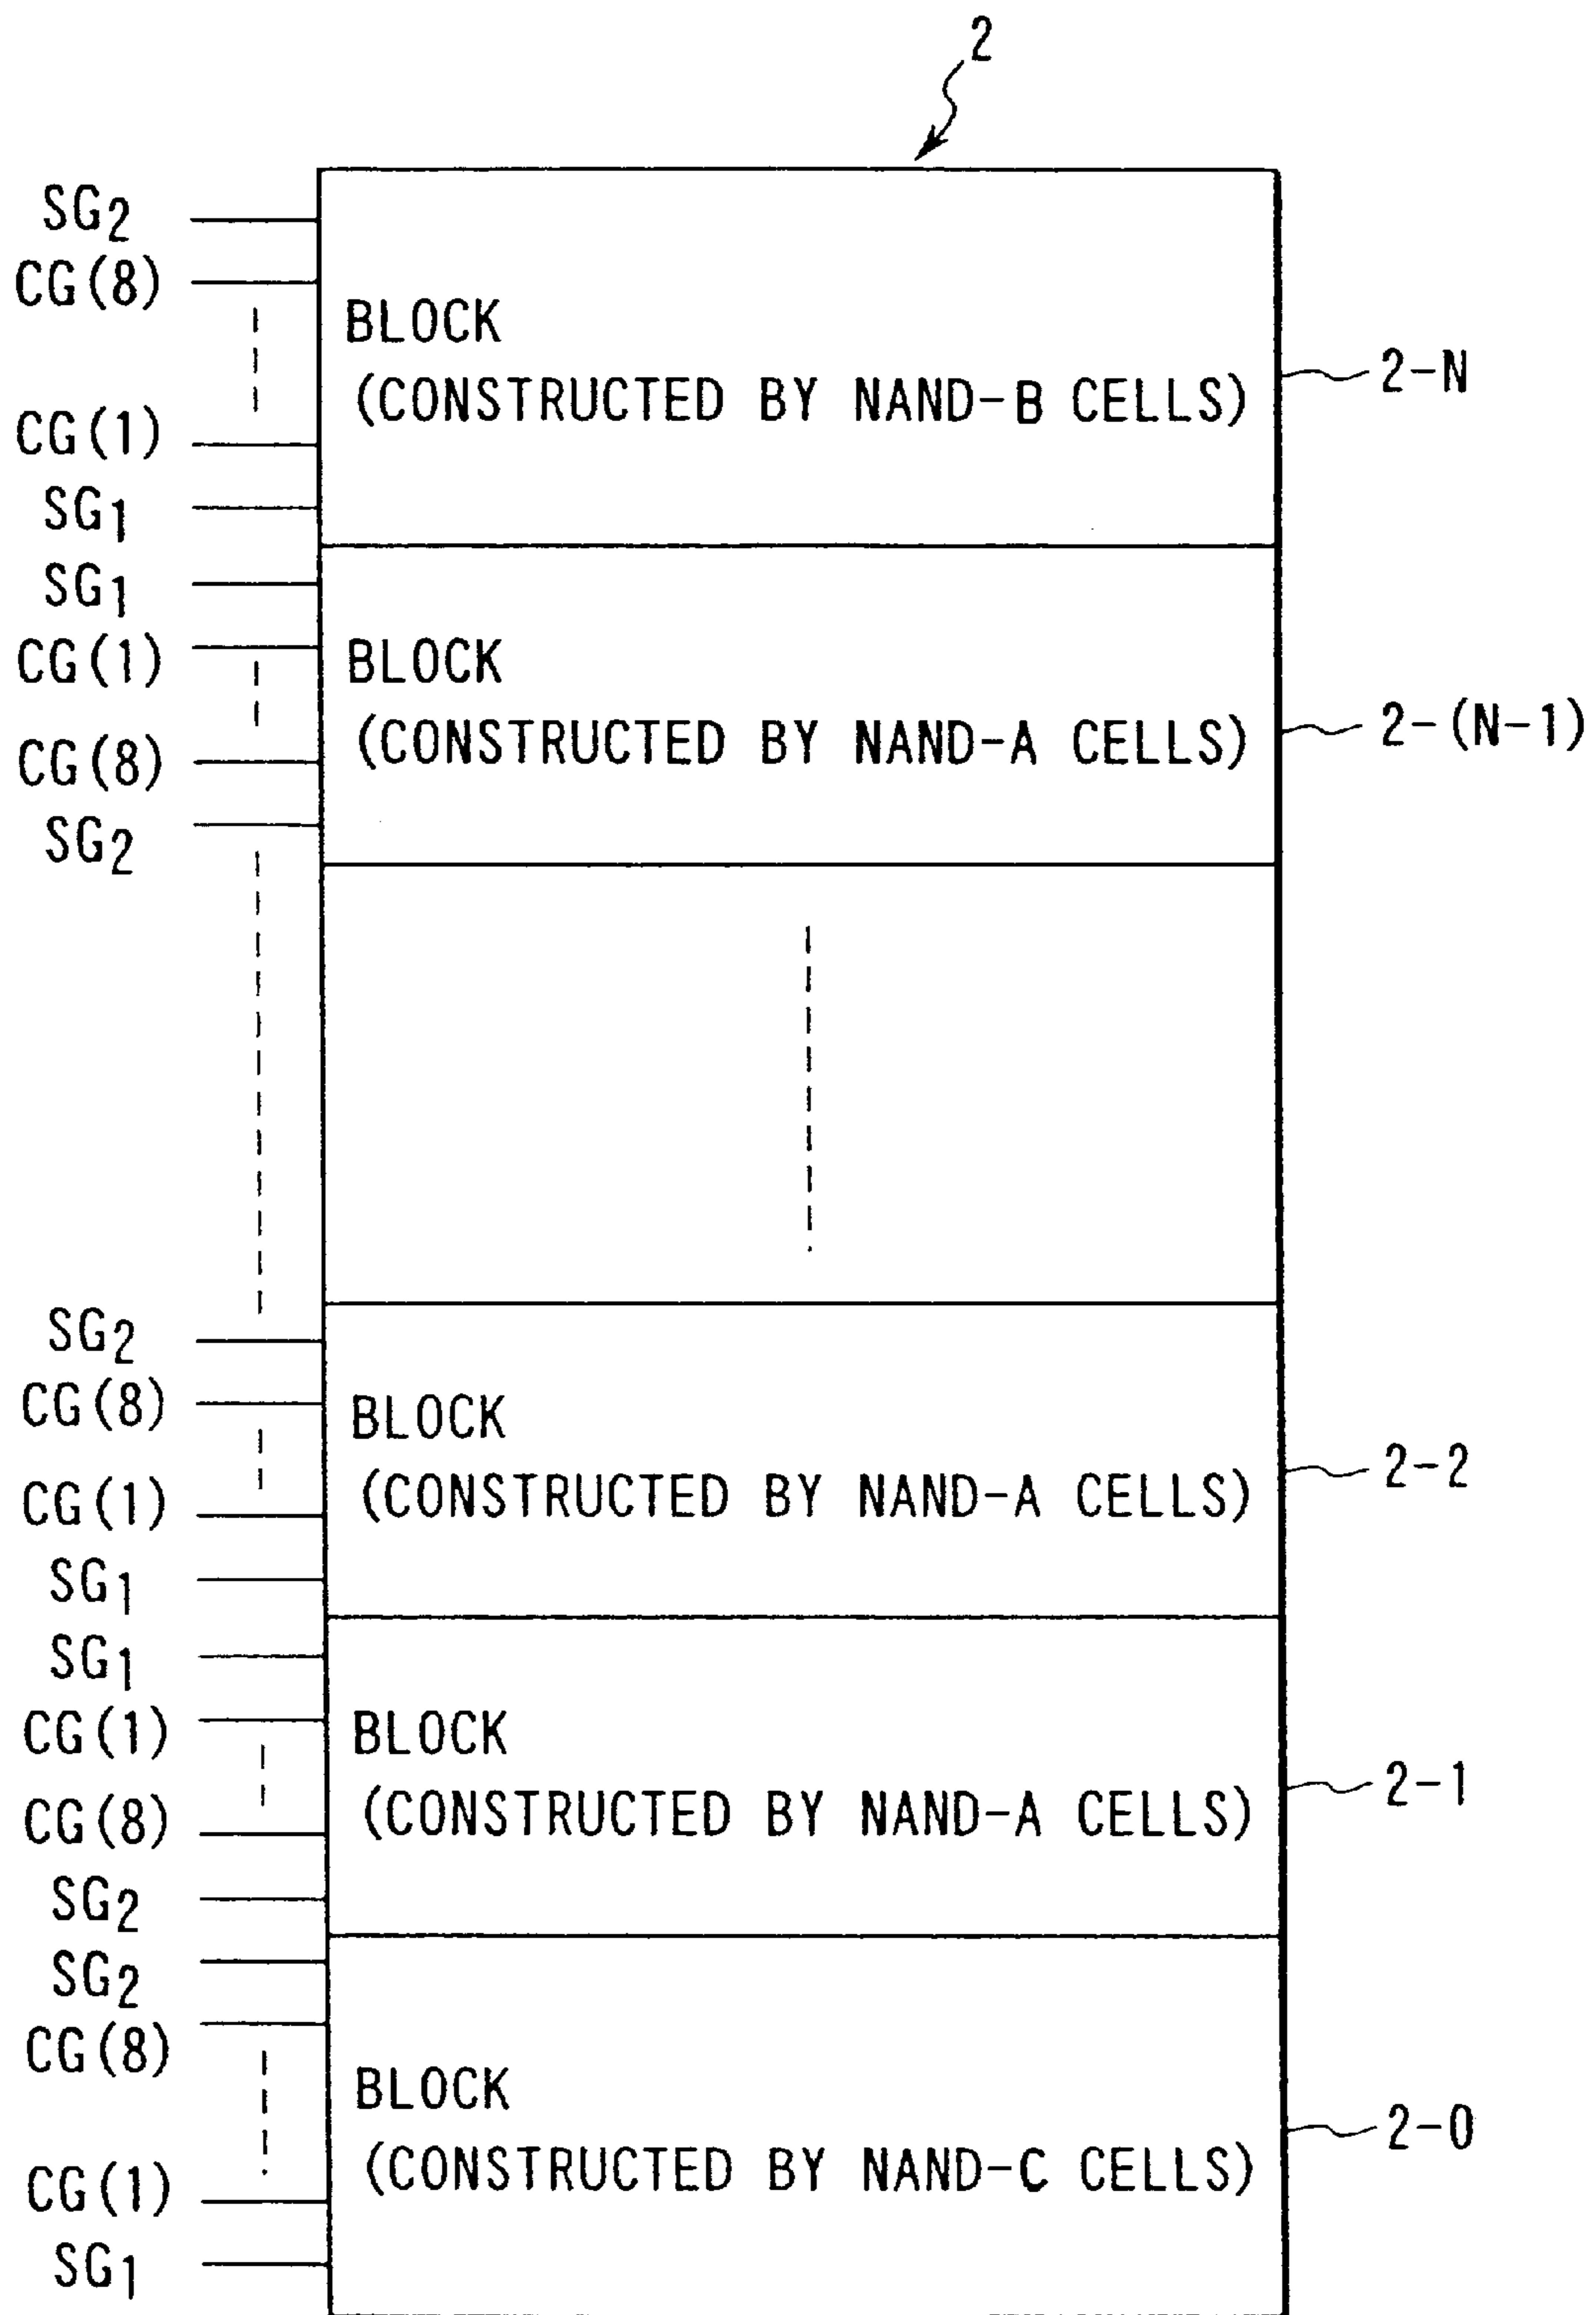 2
SG2
CG(8)
BLOCK
(CONSTRUCTED BY NAND-B CELLS)
2-N
CG(1)
SG1
SG1
CG(1)
BLOCK
(CONSTRUCTED BY NAND-A CELLS)
2-(N-1)
CG(8)
SG2
SG2
CG(8)
BLOCK
(CONSTRUCTED BY NAND-A CELLS)
2-2
CG(1)
SG1
SG1
CG(1)
BLOCK
(CONSTRUCTED BY NAND-A CELLS)
2-1
CG(8)
SG2
SG2
CG(8)
BLOCK
(CONSTRUCTED BY NAND-C CELLS)
2-0
CG(1)
SG1